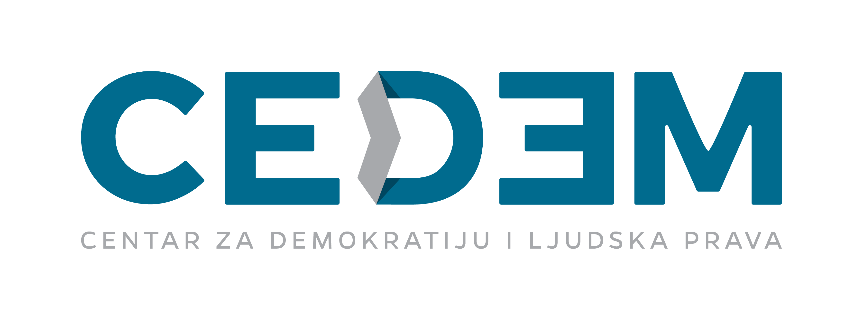 CEDEM
CENTAR ZA DEMOKRATIJU I LJUDSKA PRAVA